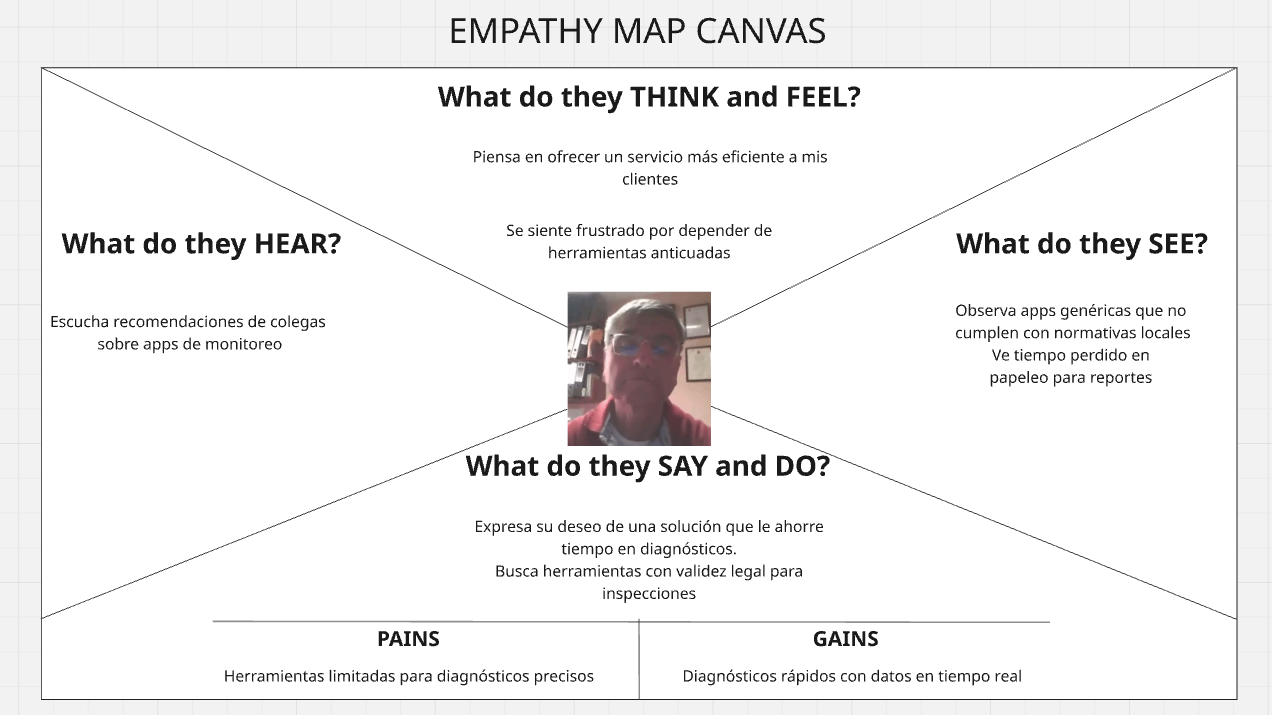 EMPATHY MAP CANVAS
What do they THINK and FEEL?
Piensa en ofrecer un servicio más eficiente a mis
clientes
Se siente frustrado por depender de
herramientas anticuadas
What do they HEAR?
Escucha recomendaciones de colegas
sobre apps de monitoreo
What do they SEE?
Observa apps genéricas que no
cumplen con normativas locales
Ve tiempo perdido en
papeleo para reportes
What do they SAY and DO?
Expresa su deseo de una solución que le ahorre
tiempo en diagnósticos.
Busca herramientas con validez legal para
inspecciones
PAINS
Herramientas limitadas para diagnósticos precisos
GAINS
Diagnósticos rápidos con datos en tiempo real